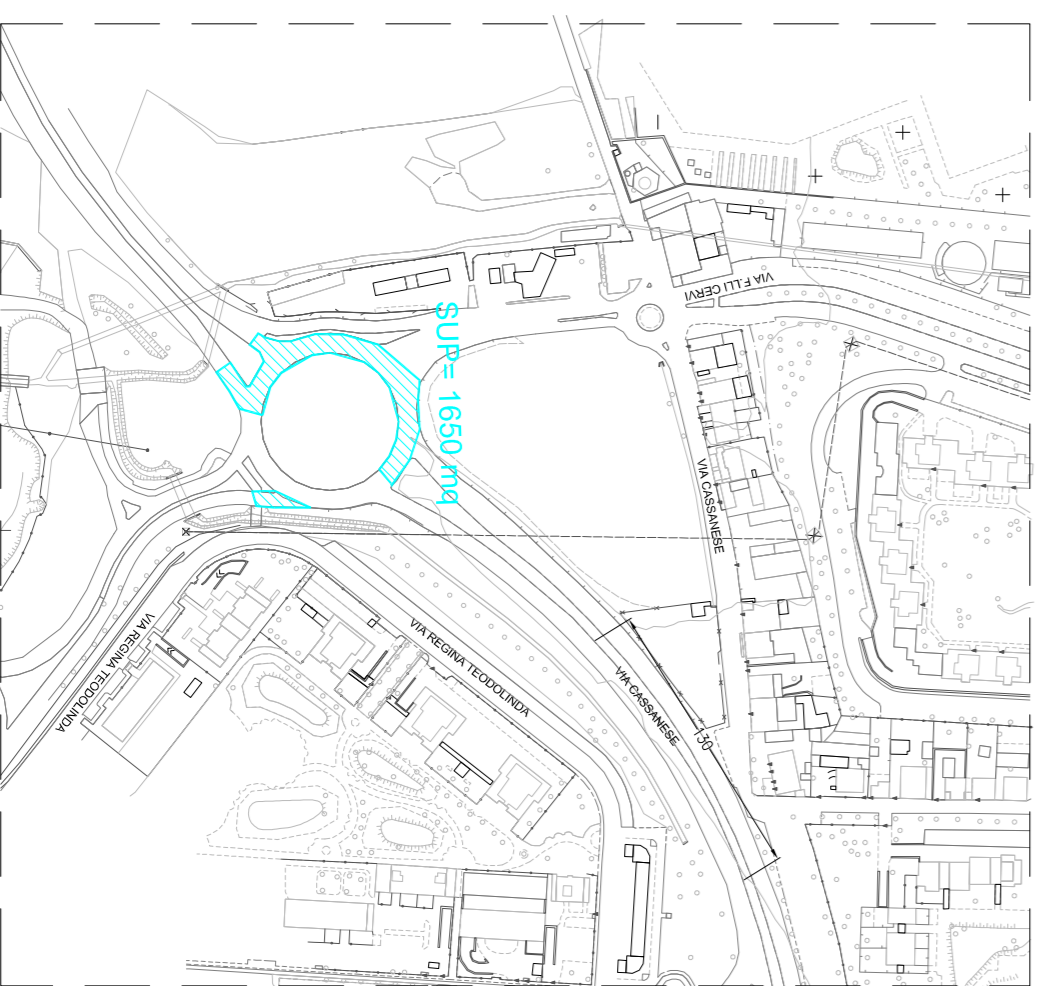 VIA F.LLI CERVI
SUP= 1650 mq
VIA CASSANESE
VIA REGINA TEODOLINDA
VIA REGINA TEODOLINDA
VIA CASSANESE
130